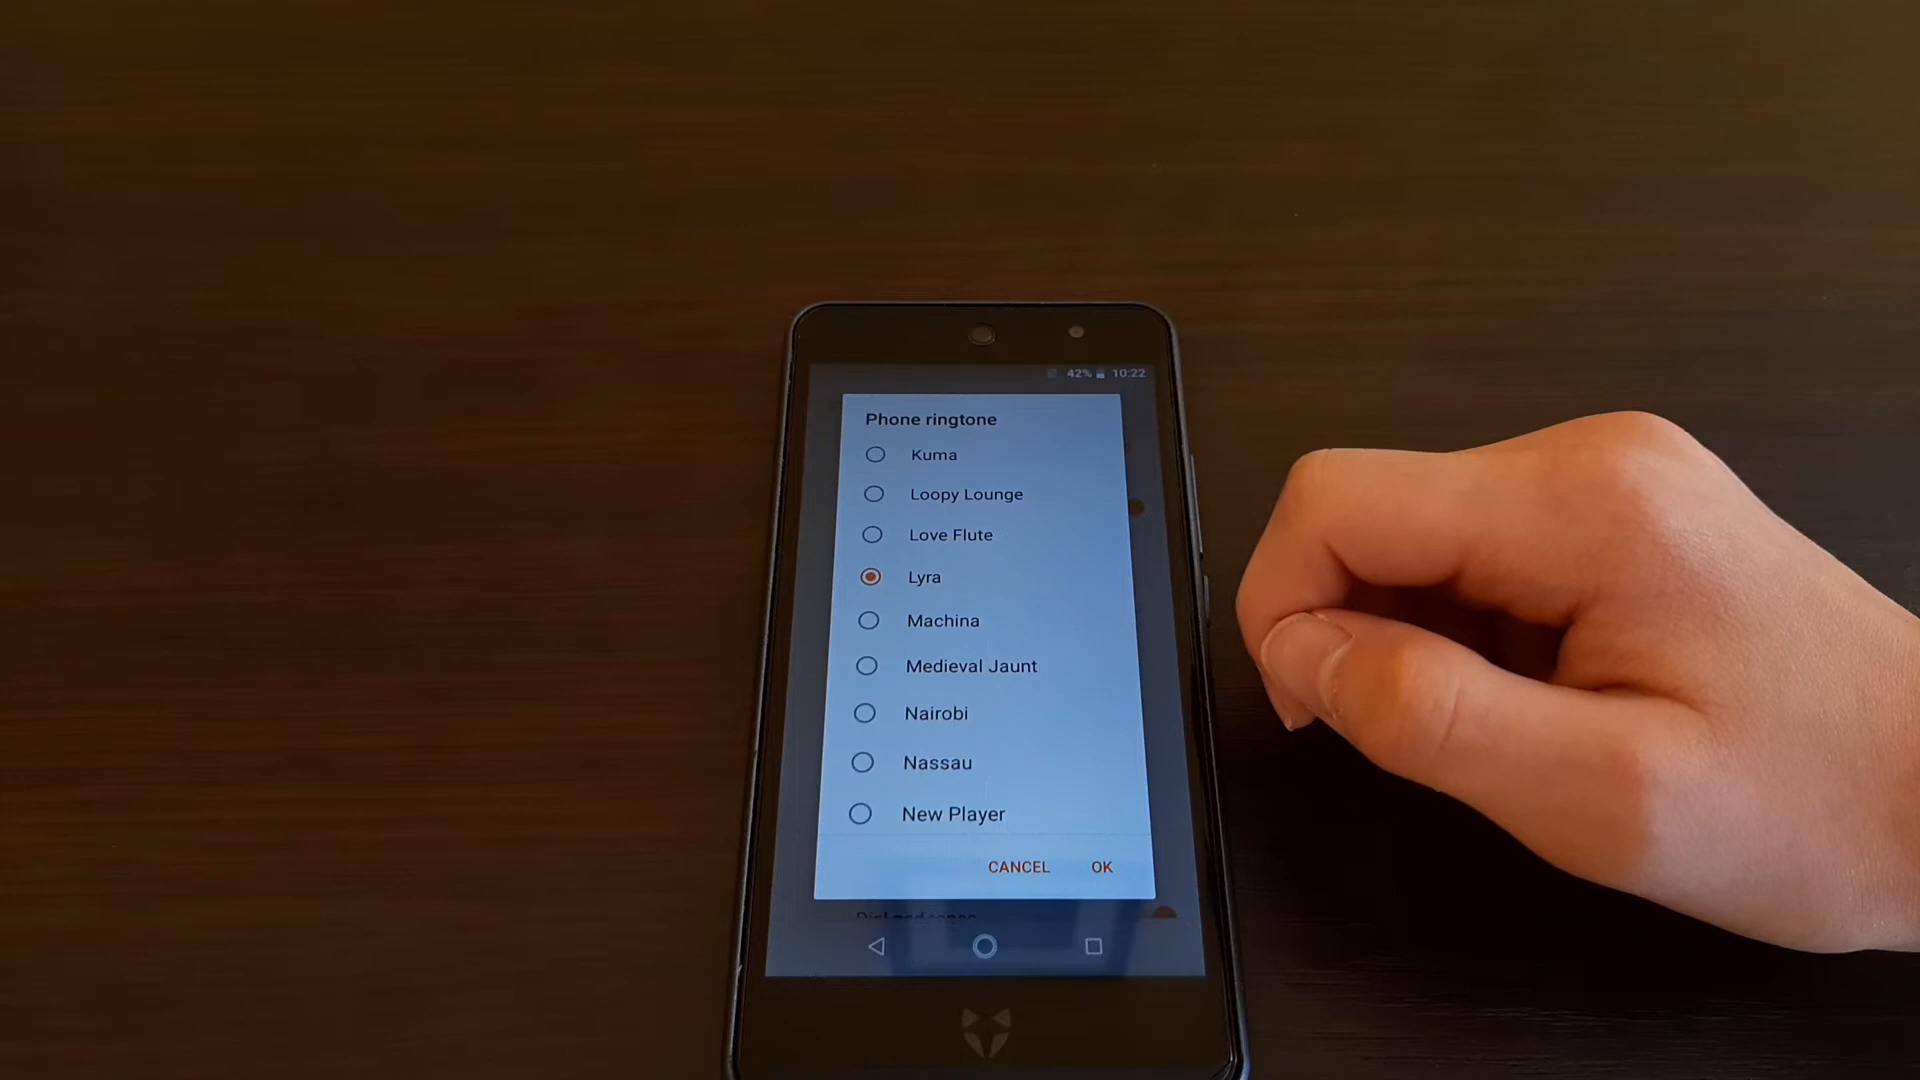 42% 10:22
Phone ringtone
Kuma
Loopy Lounge
Love Flute
Lyra
Machina
Medieval Jaunt
Nairobi
Nassau
New Player
CANCEL OK